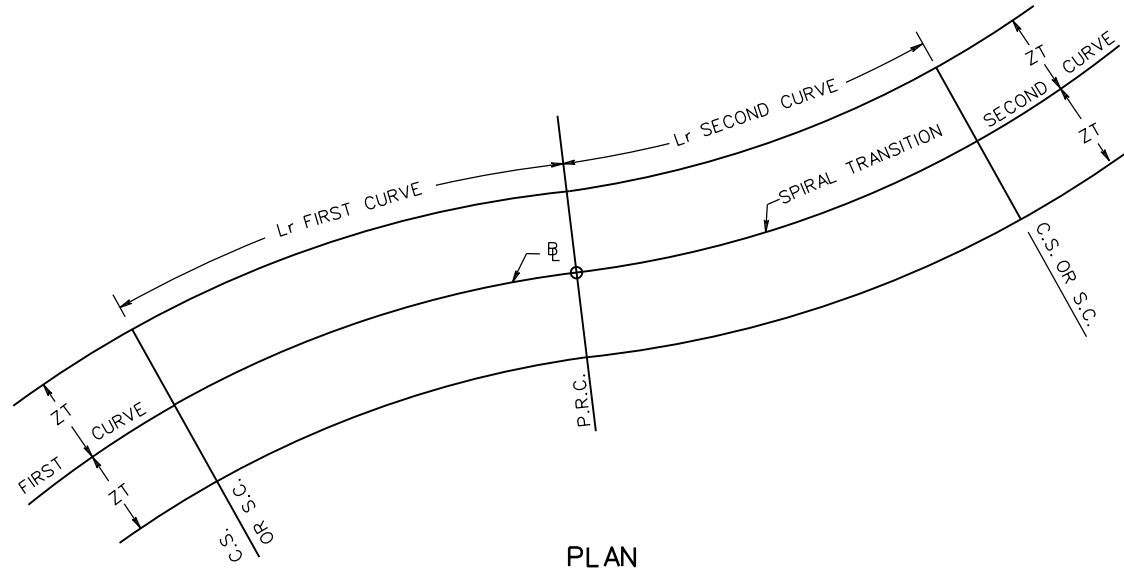 ZT
SECOND CURVE
ZT
Lr SECOND CURVE
SPIRAL TRANSITION
Lr FIRST CURVE
BL
C.S. OR S.C.
P.R.C.
ZT
FIRST CURVE
ZT
C.S.
OR S.C.
PLAN